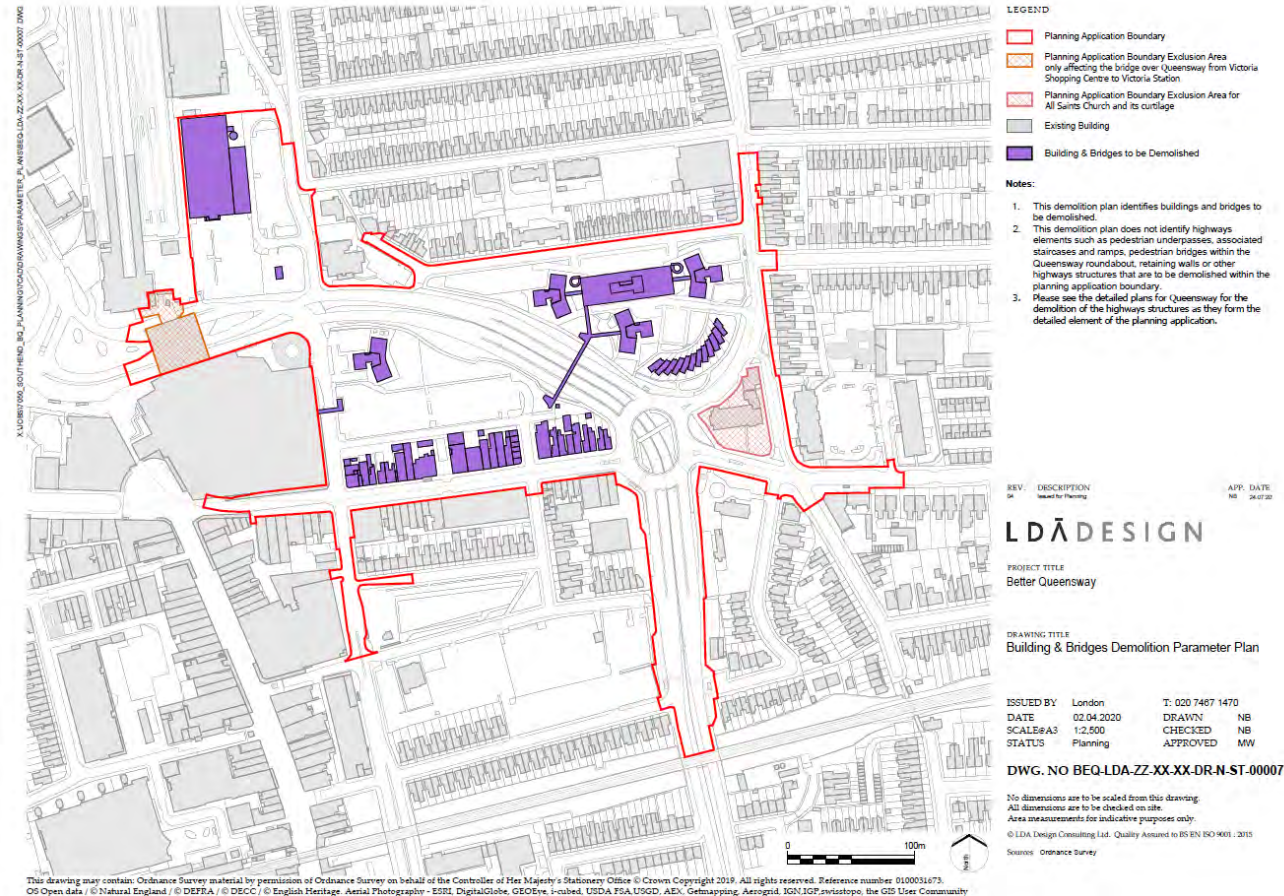 LEGEND
Planning Application Boundary
Planning Application Boundary Exclusion Area
only affecting the bridge over Queensway from Victoria
Shopping Centre to Victoria Station
Planning Application Boundary Exclusion Area for
All Saints Church and its curtilage
Existing Building
Building & Bridges to be Demolished
Notes:
1. This demolition plan identifies buildings and bridges to
be demolished.
2. This demolition plan does not identify highways
elements such as pedestrian underpasses, associated
staircases and ramps, pedestrian bridges within the
Queensway roundabout, retaining walls or other
highways structures that are to be demolished within the
planning application boundary.
3. Please see the detailed plans for Queensway for the
demolition of the highways structures as they form the
detailed element of the planning application.
REV. DESCRIPTION APP. DATE
Issued for Planning NB 24.07.20
LDĀDESIGN
PROJECT TITLE
Better Queensway
DRAWING TITLE
Building & Bridges Demolition Parameter Plan
ISSUED BY London T: 020 7467 1470
DATE 02.04.2020 DRAWN NB
SCALE@A3 1:2,500 CHECKED NB
STATUS Planning APPROVED MW
DWG. NO BEQ-LDA-ZZ-XX-XX-DR-N-ST-00007
No dimensions are to be scaled from this drawing.
All dimensions are to be checked on site.
Area measurements for indicative purposes only.
© LDA Design Consulting Ltd. Quality Assured to BS EN ISO 9001 : 2015
Sources Ordnance Survey
0 100m
North
This drawing may contain: Ordnance Survey material by permission of Ordnance Survey on behalf of the Controller of Her Majesty's Stationery Office © Crown Copyright 2019. All rights reserved. Reference number 0100031673.
OS Open data / © Natural England / © DEFRA / © DECC / © English Heritage. Aerial Photography - ESRI, DigitalGlobe, GEOEye, i-cubed, USDA FSA, USGD, AEX, Getmapping, Aerogrid, IGN, IGP, swisstopo, the GIS User Community